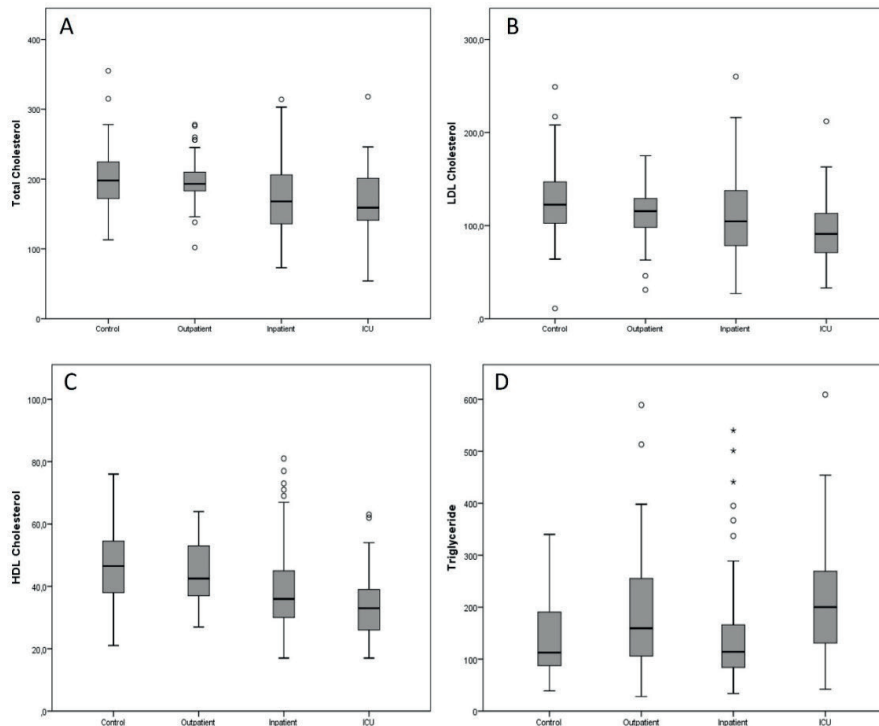 A
Total Cholesterol
400
300
200
100
0
Control Outpatient Inpatient ICU
B
LDL Cholesterol
300,0
200,0
100,0
,0
Control Outpatient Inpatient ICU
C
HDL Cholesterol
100,0
80,0
60,0
40,0
20,0
,0
Control Outpatient Inpatient ICU
D
Triglyceride
600
500
400
300
200
100
0
Control Outpatient Inpatient ICU